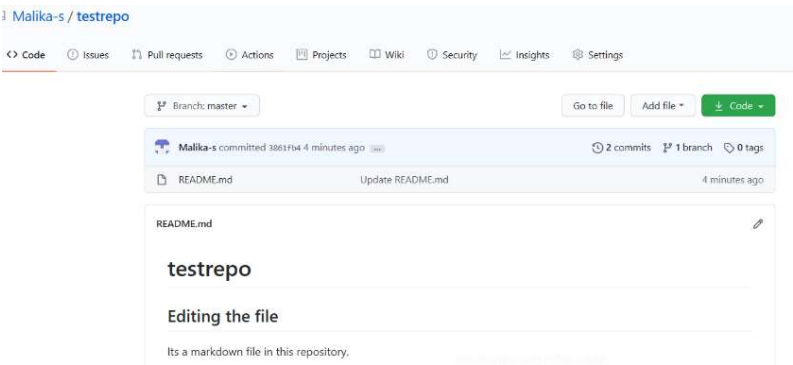 Malika-s / testrepo
Code Issues Pull requests Actions Projects Wiki Security Insights Settings
Branch: master Go to file Add file Code
Malika-s committed 3861fb4 4 minutes ago ... 2 commits 1 branch 0 tags
README.md Update README.md 4 minutes ago
README.md
testrepo
Editing the file
Its a markdown file in this repository.